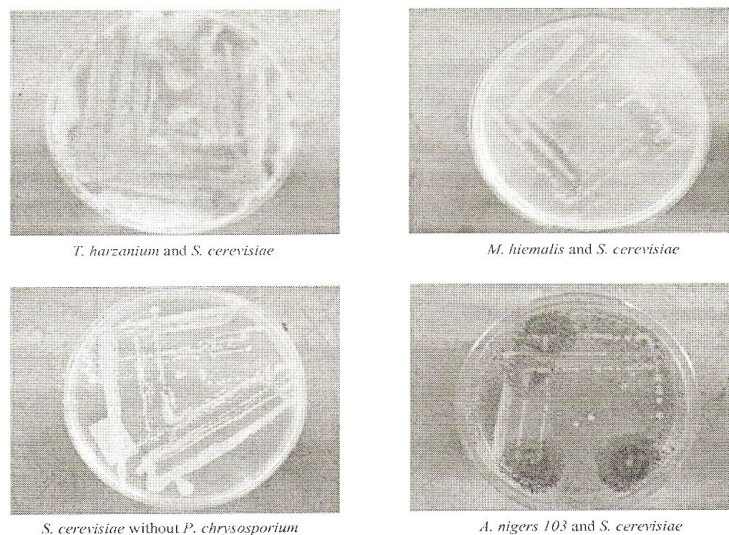 T. harzanium and S. cerevisiae
M. hiemalis and S. cerevisiae
S. cerevisiae without P. chrysosporium
A. nigers 103 and S. cerevisiae